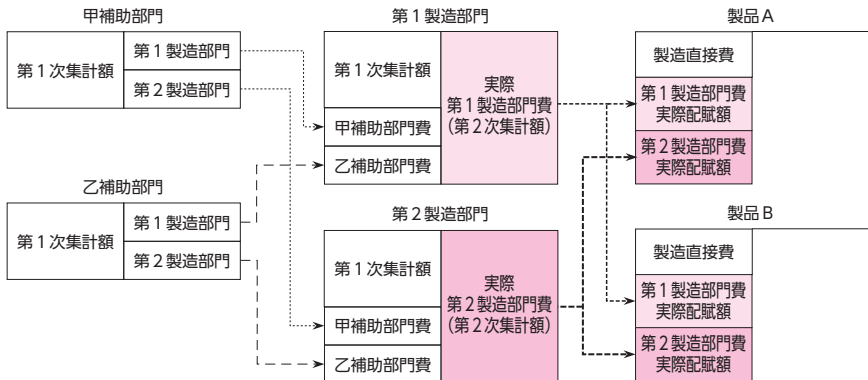 甲補助部門
第1次集計額
第1製造部門
第2製造部門
乙補助部門
第1次集計額
第1製造部門
第2製造部門
第1製造部門
第1次集計額
甲補助部門費
乙補助部門費
実際
第1製造部門費
(第2次集計額)
第2製造部門
第1次集計額
甲補助部門費
乙補助部門費
実際
第2製造部門費
(第2次集計額)
製品A
製造直接費
第1製造部門費
実際配賦額
第2製造部門費
実際配賦額
製品B
製造直接費
第1製造部門費
実際配賦額
第2製造部門費
実際配賦額